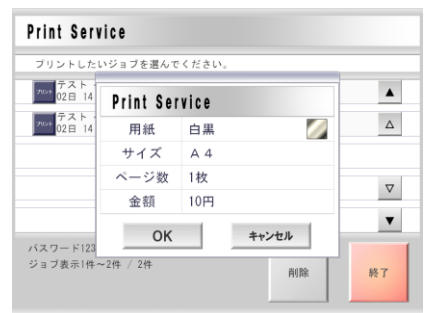 Print Service
プリントしたいジョブを選んでください。
プリント
テスト
02日 14
プリント
テスト
02日 14
Print Service
用紙 白黒
サイズ A4
ページ数 1枚
金額 10円
OK キャンセル
パスワード123
ジョブ表示1件～2件 / 2件
削除 終了